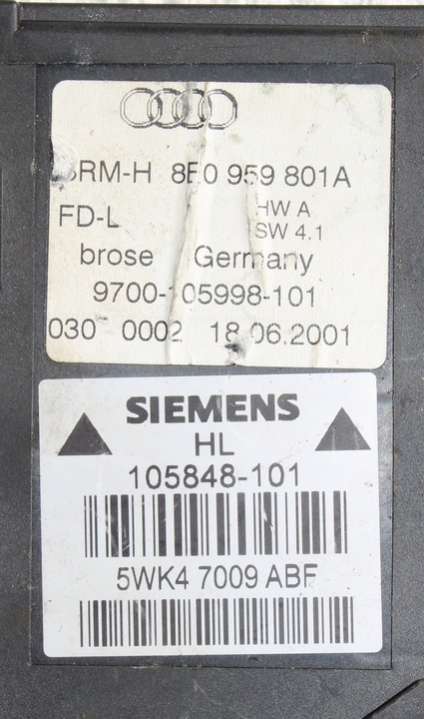 8E0 959 801A
FD-L
HW A
SW 4.1
brose Germany
9700-105998-101
030 0002 18.06.2001
SIEMENS
HL
105848-101
5WK4 7009 ABF